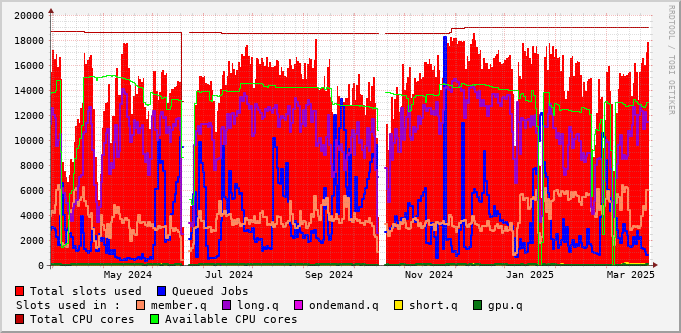 20000
18000
16000
14000
12000
10000
8000
6000
4000
2000
0
May 2024 Jul 2024 Sep 2024 Nov 2024 Jan 2025 Mar 2025
RRDTOOL / TOBI OETIKER
Total slots used Queued Jobs
Slots used in : member.q long.q ondemand.q short.q gpu.q
Total CPU cores Available CPU cores